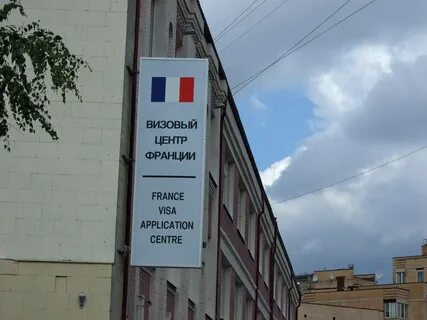 ВИЗОВЫЙ
ЦЕНТР
ФРАНЦИИ
FRANCE
VISA
APPLICATION
CENTRE